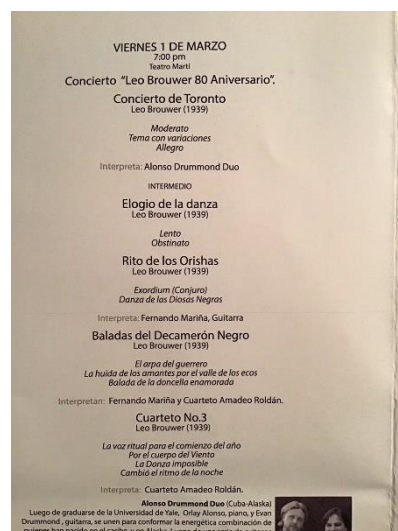 VIERNES 1 DE MARZO
7:00 pm
Teatro Martí
Concierto "Leo Brouwer 80 Aniversario".
Concierto de Toronto
Leo Brouwer (1939)
Moderato
Tema con variaciones
Allegro
Interpreta: Alonso Drummond Duo
INTERMEDIO
Elogio de la danza
Leo Brouwer (1939)
Lento
Obstinato
Rito de los Orishas
Leo Brouwer (1939)
Exordium (Conjuro)
Danza de las Diosas Negras
Interpreta: Fernando Mariña, Guitarra
Baladas del Decamerón Negro
Leo Brouwer (1939)
El arpa del guerrero
La huida de los amantes por el valle de los ecos
Balada de la doncella enamorada
Interpretan: Fernando Mariña y Cuarteto Amadeo Roldán.
Cuarteto No.3
Leo Brouwer (1939)
La voz ritual para el comienzo del año
Por el cuerpo del Viento
La Danza imposible
Cambió el ritmo de la noche
Interpreta: Cuarteto Amadeo Roldán.
Alonso Drummond Duo (Cuba-Alaska)
Luego de graduarse de la Universidad de Yale, Orlay Alonso, piano, y Evan
Drummond, guitarra, se unen para conformar la energética combinación de